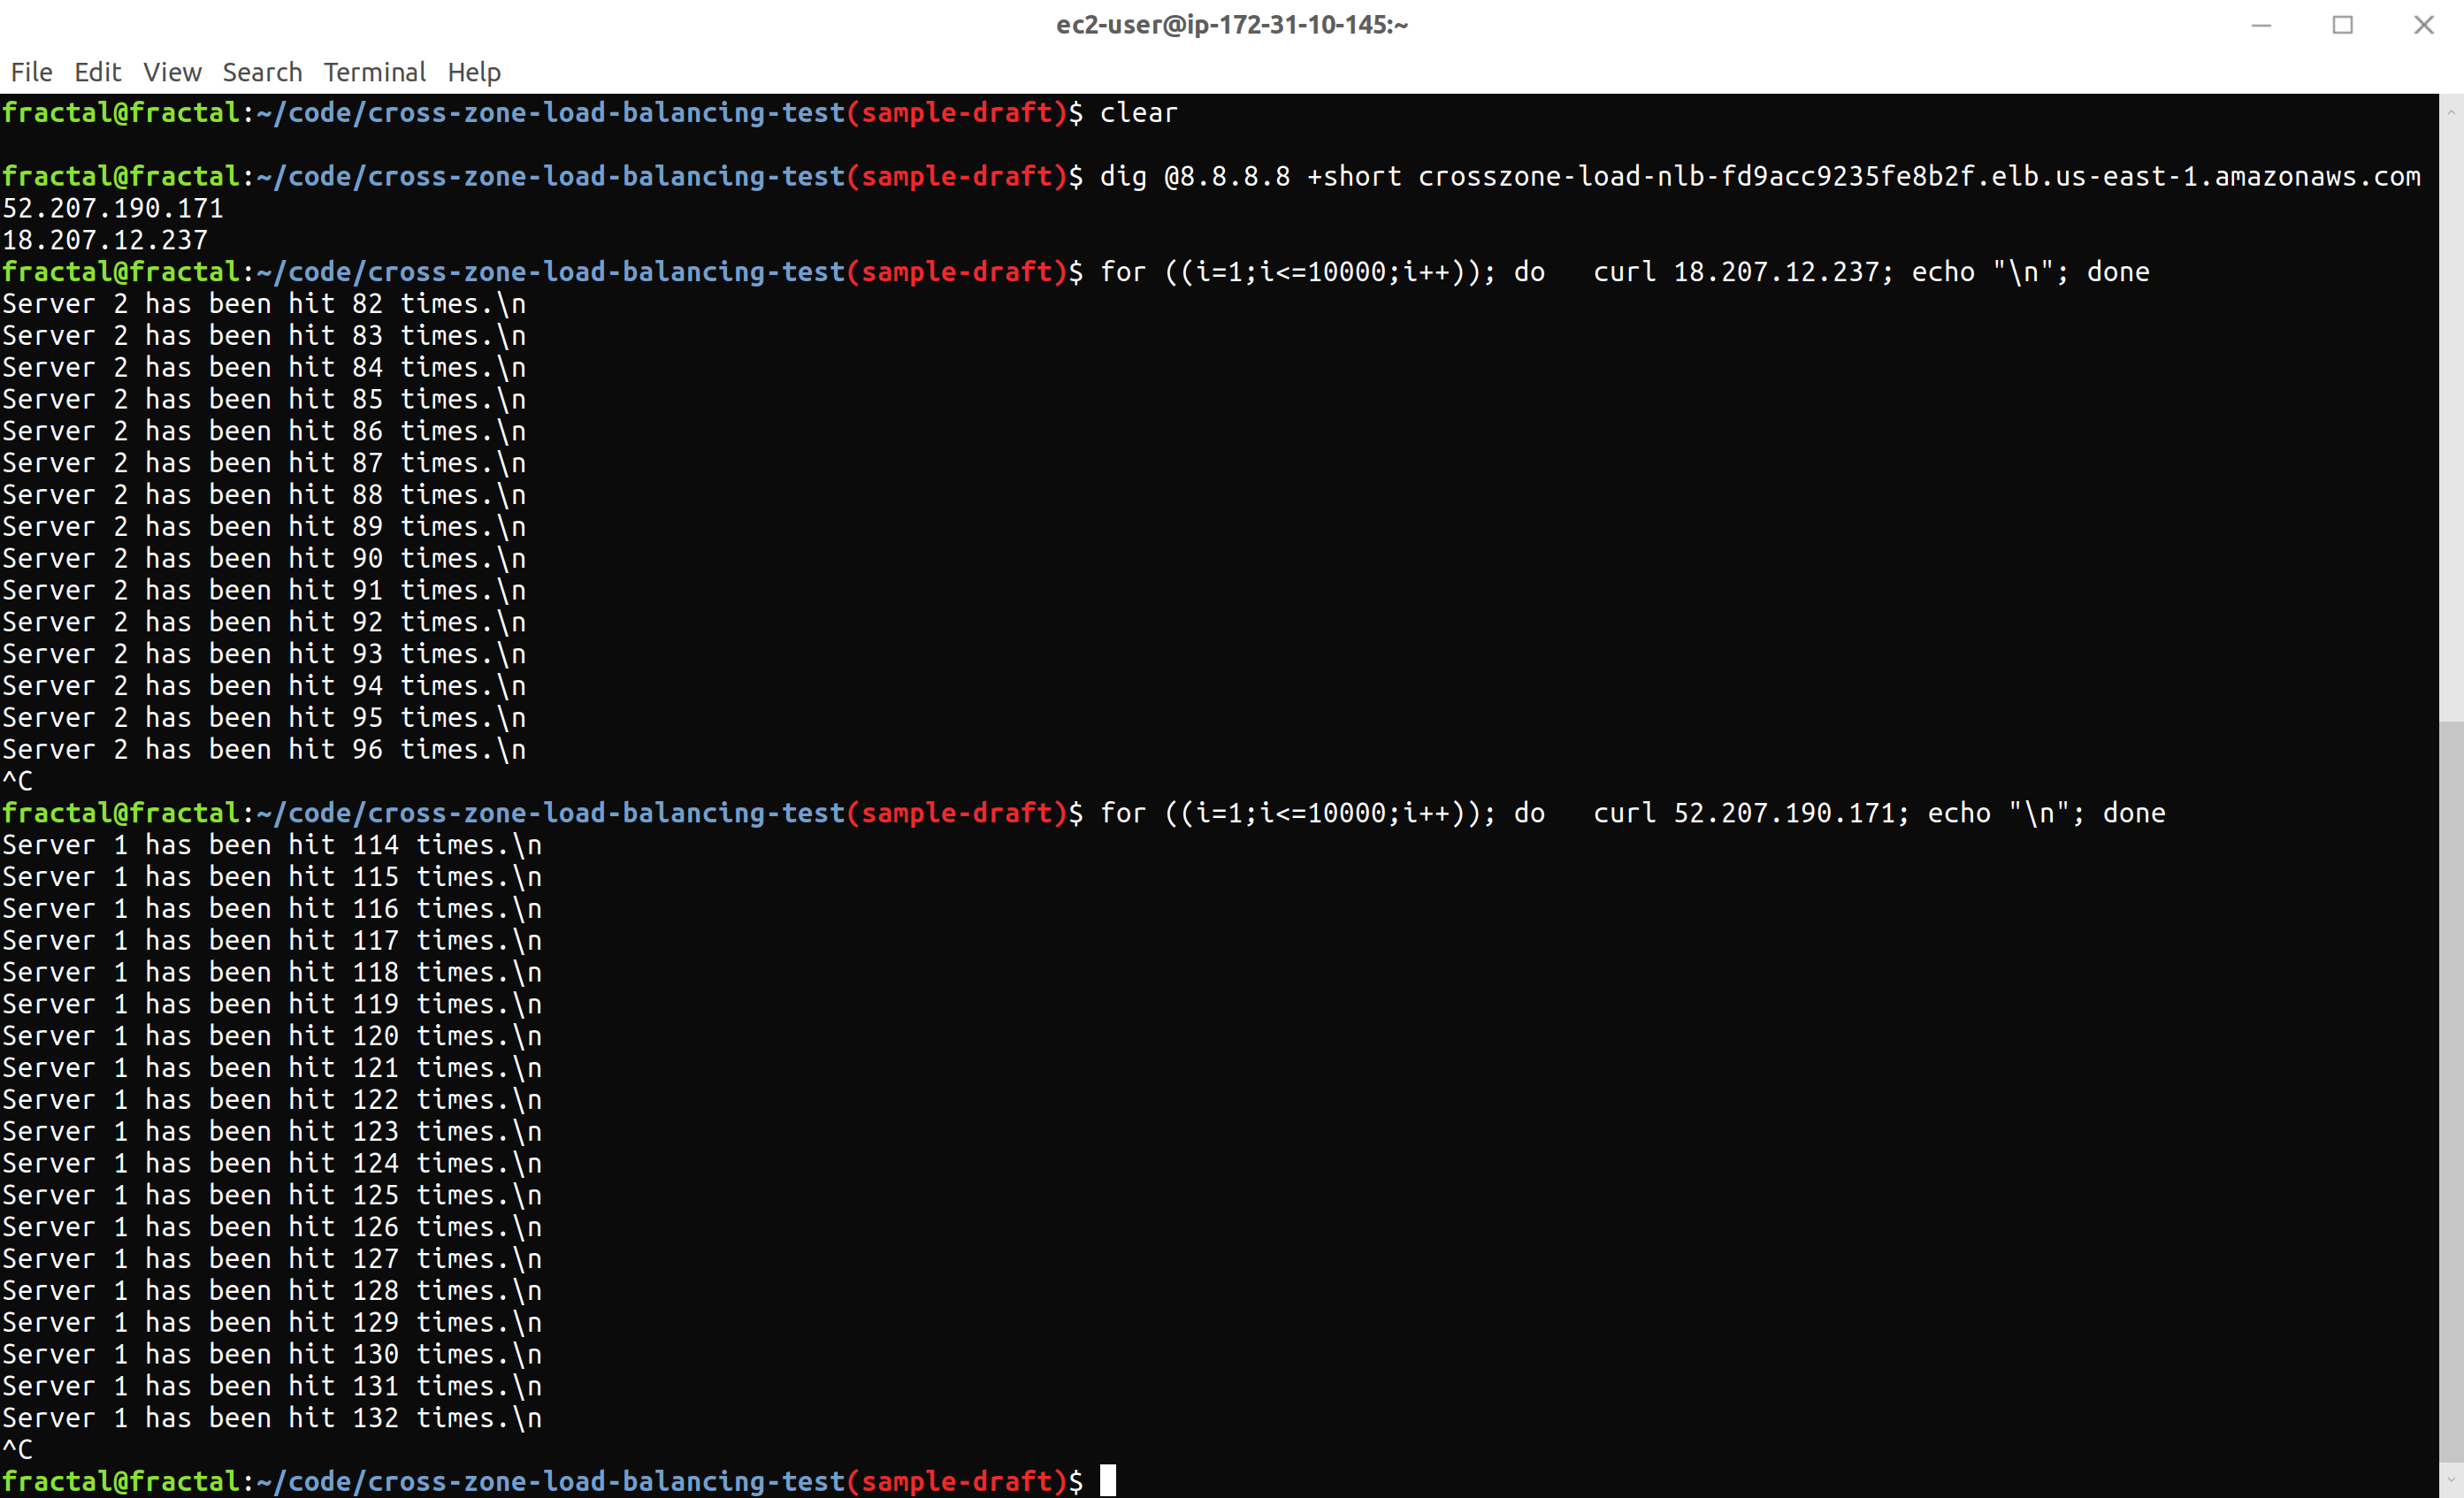 ec2-user@ip-172-31-10-145:~
File Edit View Search Terminal Help
fractal@fractal:~/code/cross-zone-load-balancing-test(sample-draft)$ clear
fractal@fractal:~/code/cross-zone-load-balancing-test(sample-draft)$ dig @8.8.8.8 +short crosszone-load-nlb-fd9acc9235fe8b2f.elb.us-east-1.amazonaws.com
52.207.190.171
18.207.12.237
fractal@fractal:~/code/cross-zone-load-balancing-test(sample-draft)$ for ((i=1;i<=10000;i++)); do   curl 18.207.12.237; echo "\n"; done
Server 2 has been hit 82 times.\n
Server 2 has been hit 83 times.\n
Server 2 has been hit 84 times.\n
Server 2 has been hit 85 times.\n
Server 2 has been hit 86 times.\n
Server 2 has been hit 87 times.\n
Server 2 has been hit 88 times.\n
Server 2 has been hit 89 times.\n
Server 2 has been hit 90 times.\n
Server 2 has been hit 91 times.\n
Server 2 has been hit 92 times.\n
Server 2 has been hit 93 times.\n
Server 2 has been hit 94 times.\n
Server 2 has been hit 95 times.\n
Server 2 has been hit 96 times.\n
^C
fractal@fractal:~/code/cross-zone-load-balancing-test(sample-draft)$ for ((i=1;i<=10000;i++)); do   curl 52.207.190.171; echo "\n"; done
Server 1 has been hit 114 times.\n
Server 1 has been hit 115 times.\n
Server 1 has been hit 116 times.\n
Server 1 has been hit 117 times.\n
Server 1 has been hit 118 times.\n
Server 1 has been hit 119 times.\n
Server 1 has been hit 120 times.\n
Server 1 has been hit 121 times.\n
Server 1 has been hit 122 times.\n
Server 1 has been hit 123 times.\n
Server 1 has been hit 124 times.\n
Server 1 has been hit 125 times.\n
Server 1 has been hit 126 times.\n
Server 1 has been hit 127 times.\n
Server 1 has been hit 128 times.\n
Server 1 has been hit 129 times.\n
Server 1 has been hit 130 times.\n
Server 1 has been hit 131 times.\n
Server 1 has been hit 132 times.\n
^C
fractal@fractal:~/code/cross-zone-load-balancing-test(sample-draft)$